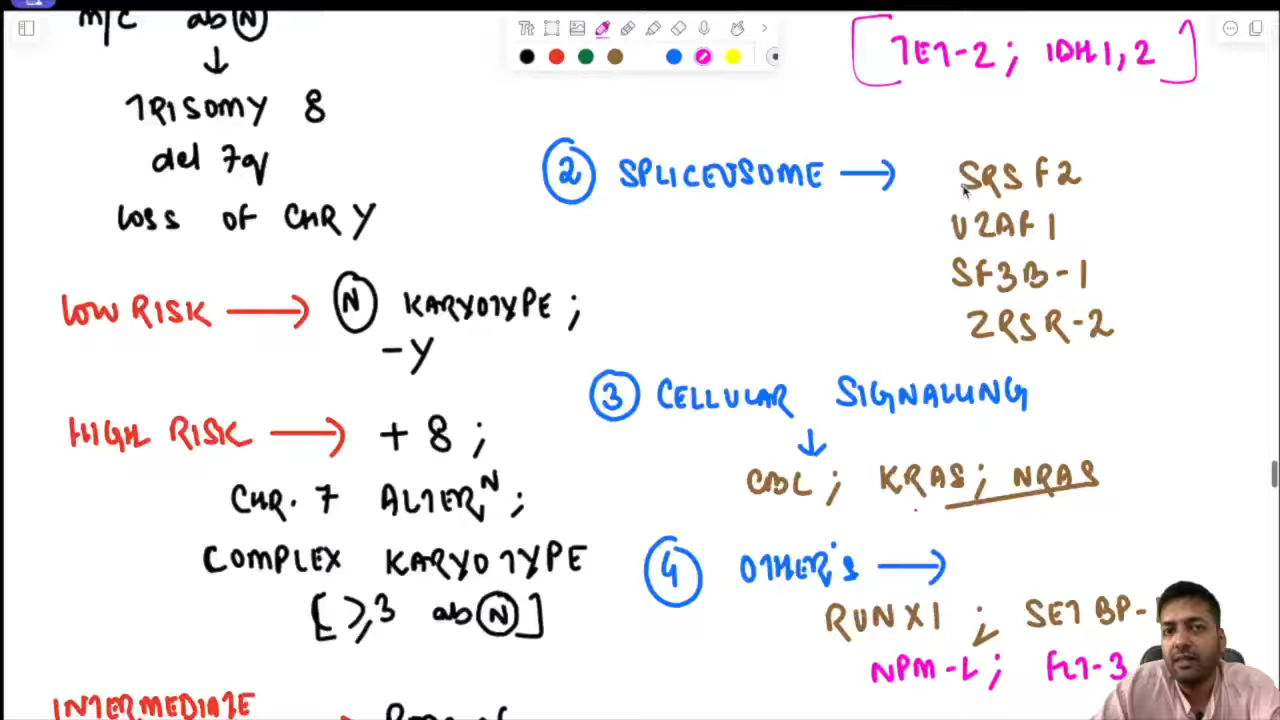 m/c ab(N)
↓
TRISOMY 8
del 7q
LOSS OF CHR Y
LOW RISK → (N) KARYOTYPE ;
-Y
HIGH RISK → + 8 ;
CHR. 7 ALTER^N ;
COMPLEX KARYOTYPE
[≥3 ab(N)]
INTERMEDIATE →
[TET-2 ; IDH1,2]
(2) SPLICEOSOME → SRSF2
U2AF1
SF3B-1
ZRSR-2
(3) CELLULAR SIGNALLING
↓
CBL ; KRAS ; NRAS
(4) OTHER'S →
RUNX1 ; SETBP-
NPM-1 ; FLT-3